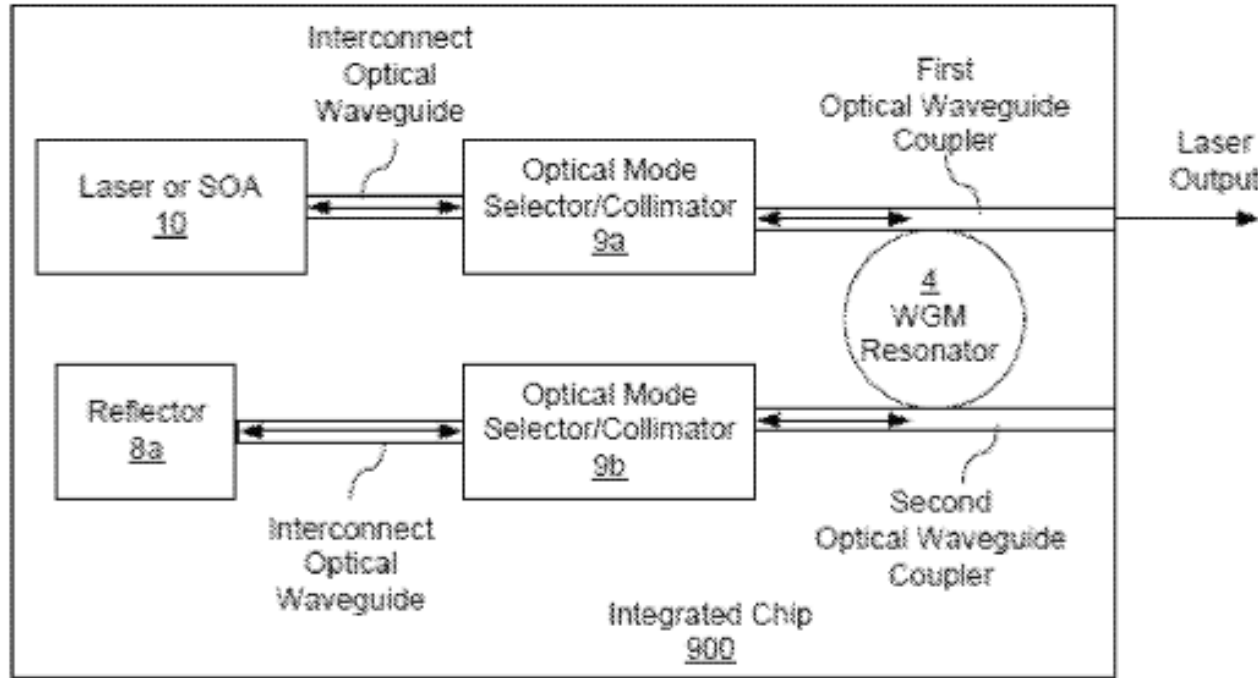 Interconnect
Optical
Waveguide
First
Optical Waveguide
Coupler
Laser
Output
Laser or SOA
10
Optical Mode
Selector/Collimator
9a
4
WGM
Resonator
Reflector
8a
Optical Mode
Selector/Collimator
9b
Interconnect
Optical
Waveguide
Second
Optical Waveguide
Coupler
Integrated Chip
900